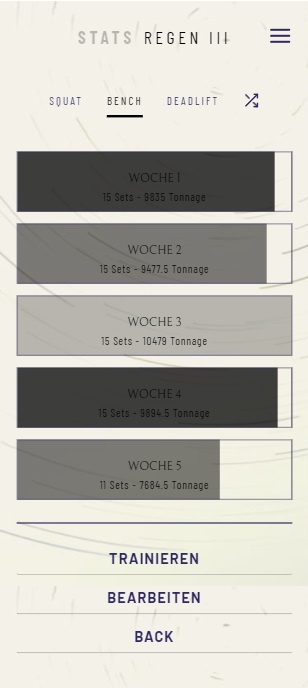 STATS REGEN III
SQUAT BENCH DEADLIFT
WOCHE 1
15 Sets - 9835 Tonnage
WOCHE 2
15 Sets - 9477.5 Tonnage
WOCHE 3
15 Sets - 10479 Tonnage
WOCHE 4
15 Sets - 9894.5 Tonnage
WOCHE 5
11 Sets - 7684.5 Tonnage
TRAINIEREN
BEARBEITEN
BACK